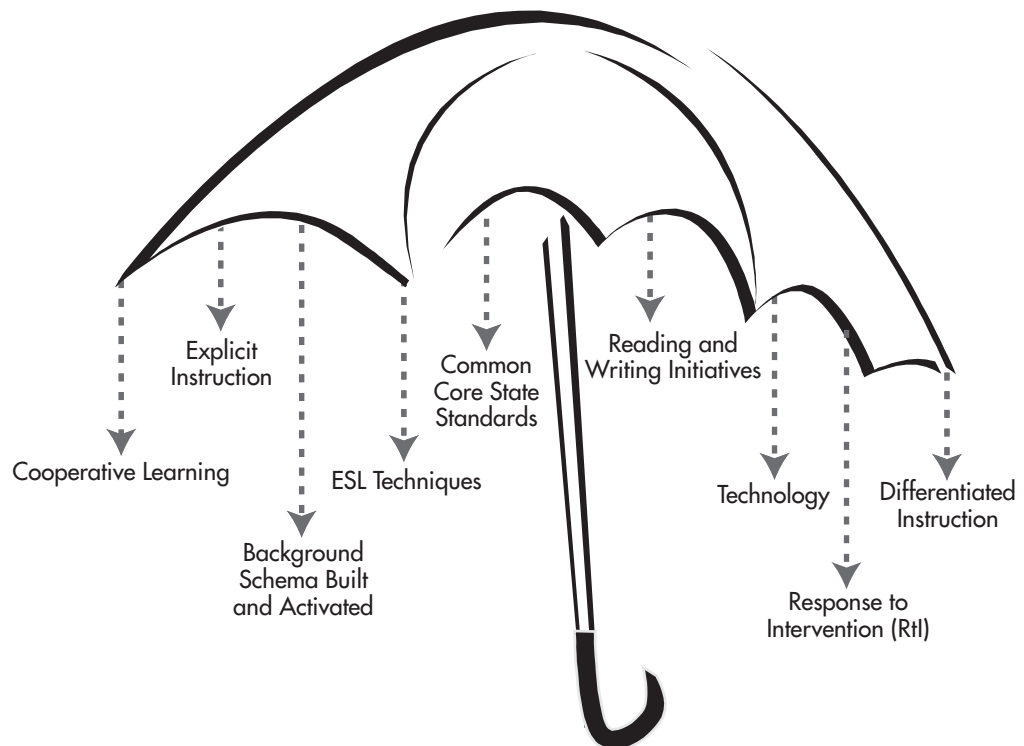 Explicit
Instruction
Cooperative Learning
Background
Schema Built
and Activated
ESL Techniques
Common
Core State
Standards
Reading and
Writing Initiatives
Technology
Response to
Intervention (RtI)
Differentiated
Instruction